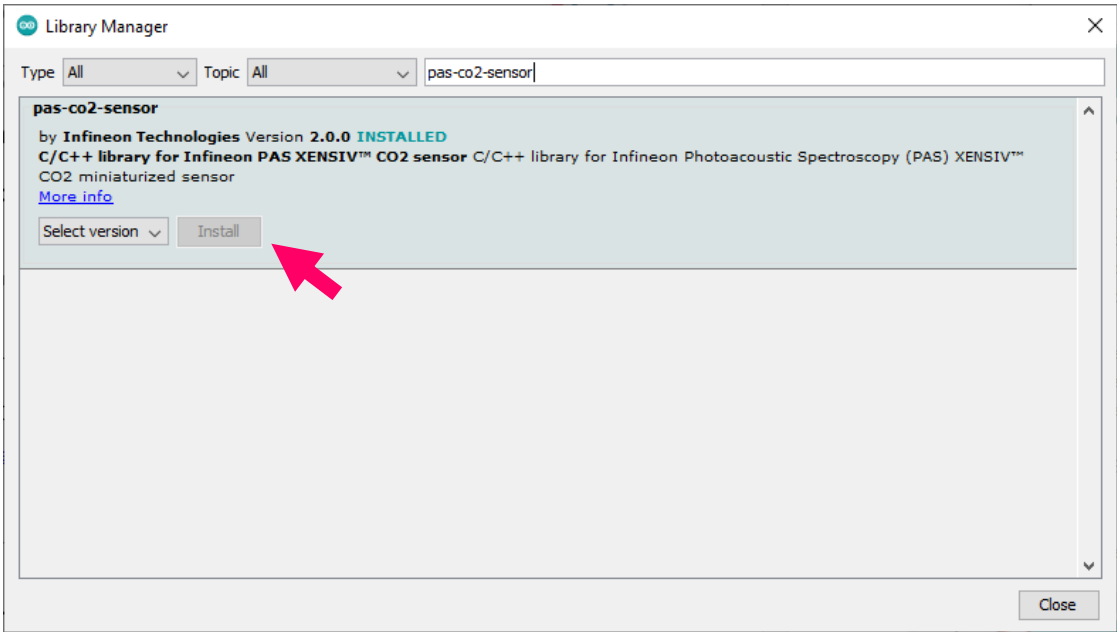 Library Manager
Type All Topic All pas-co2-sensor
pas-co2-sensor
by Infineon Technologies Version 2.0.0 INSTALLED
C/C++ library for Infineon PAS XENSIV™ CO2 sensor C/C++ library for Infineon Photoacoustic Spectroscopy (PAS) XENSIV™
CO2 miniaturized sensor
More info
Select version Install
Close